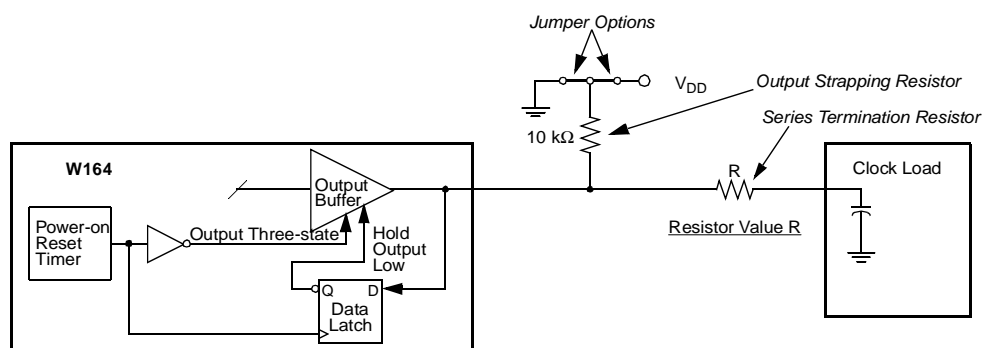 Jumper Options
VDD
Output Strapping Resistor
Series Termination Resistor
10 kΩ
W164
Output
Buffer
R
Clock Load
Power-on
Reset
Timer
Output Three-state
Hold
Output
Low
Resistor Value R
Q
D
Data
Latch